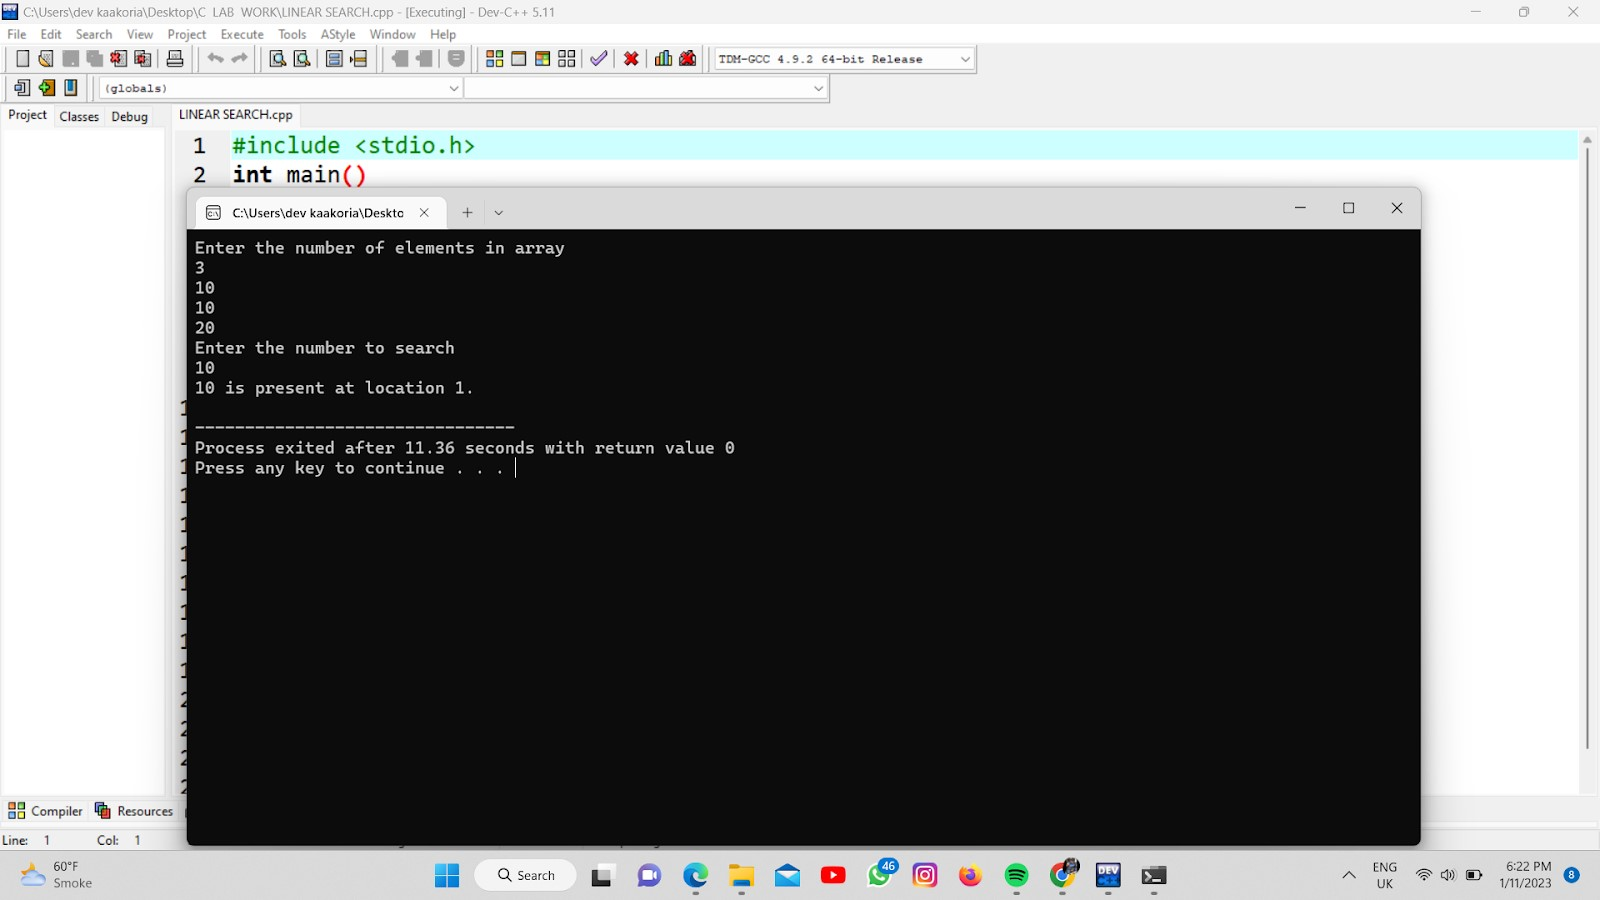 C:\Users\dev kaakoria\Desktop\C LAB WORK\LINEAR SEARCH.cpp - [Executing] - Dev-C++ 5.11
File Edit Search View Project Execute Tools AStyle Window Help
TDM-GCC 4.9.2 64-bit Release
(globals)
Project Classes Debug LINEAR SEARCH.cpp
1 #include <stdio.h>
2 int main()
C:\Users\dev kaakoria\Deskto
Enter the number of elements in array
3
10
10
20
Enter the number to search
10
10 is present at location 1.
--------------------------------
Process exited after 11.36 seconds with return value 0
Press any key to continue . . .
Compiler Resources
Line: 1 Col: 1
60°F
Smoke
Search
46
DEV
ENG
UK
6:22 PM
1/11/2023
8